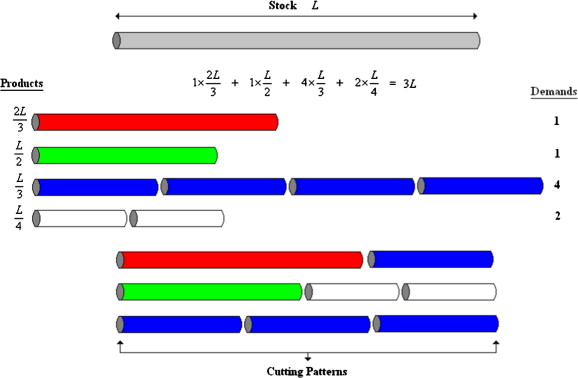 Stock L
1×2L/3 + 1×L/2 + 4×L/3 + 2×L/4 = 3L
Products
Demands
2L/3 1
L/2 1
L/3 4
L/4 2
Cutting Patterns